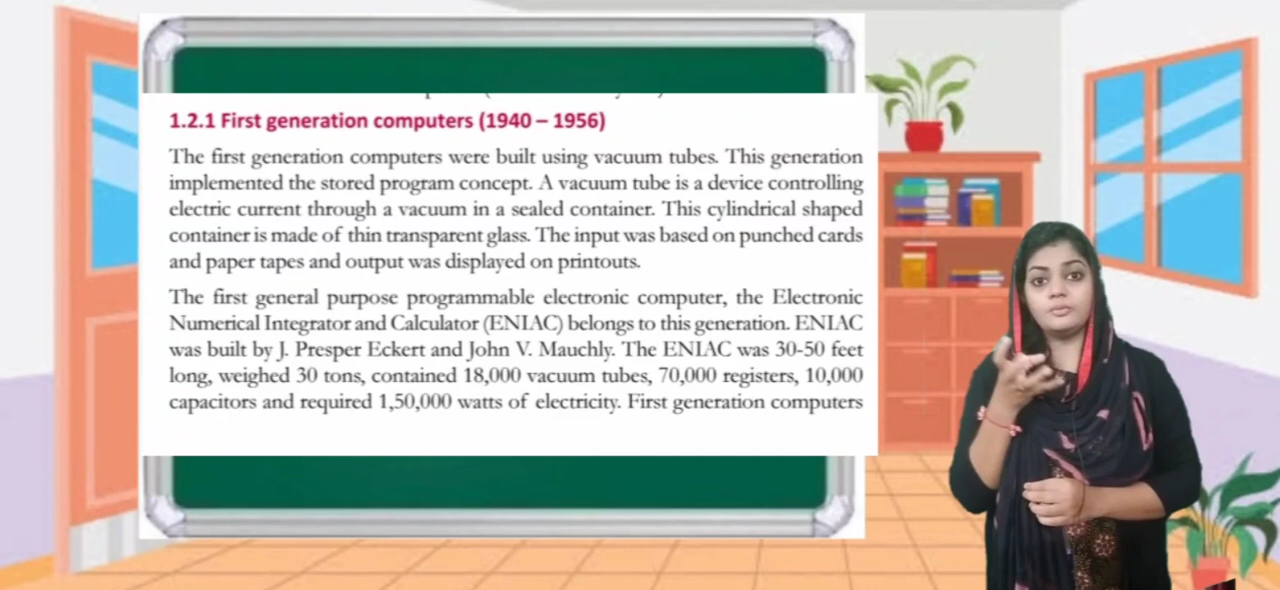 1.2.1 First generation computers (1940 – 1956)
The first generation computers were built using vacuum tubes. This generation
implemented the stored program concept. A vacuum tube is a device controlling
electric current through a vacuum in a sealed container. This cylindrical shaped
container is made of thin transparent glass. The input was based on punched cards
and paper tapes and output was displayed on printouts.
The first general purpose programmable electronic computer, the Electronic
Numerical Integrator and Calculator (ENIAC) belongs to this generation. ENIAC
was built by J. Presper Eckert and John V. Mauchly. The ENIAC was 30-50 feet
long, weighed 30 tons, contained 18,000 vacuum tubes, 70,000 registers, 10,000
capacitors and required 1,50,000 watts of electricity. First generation computers